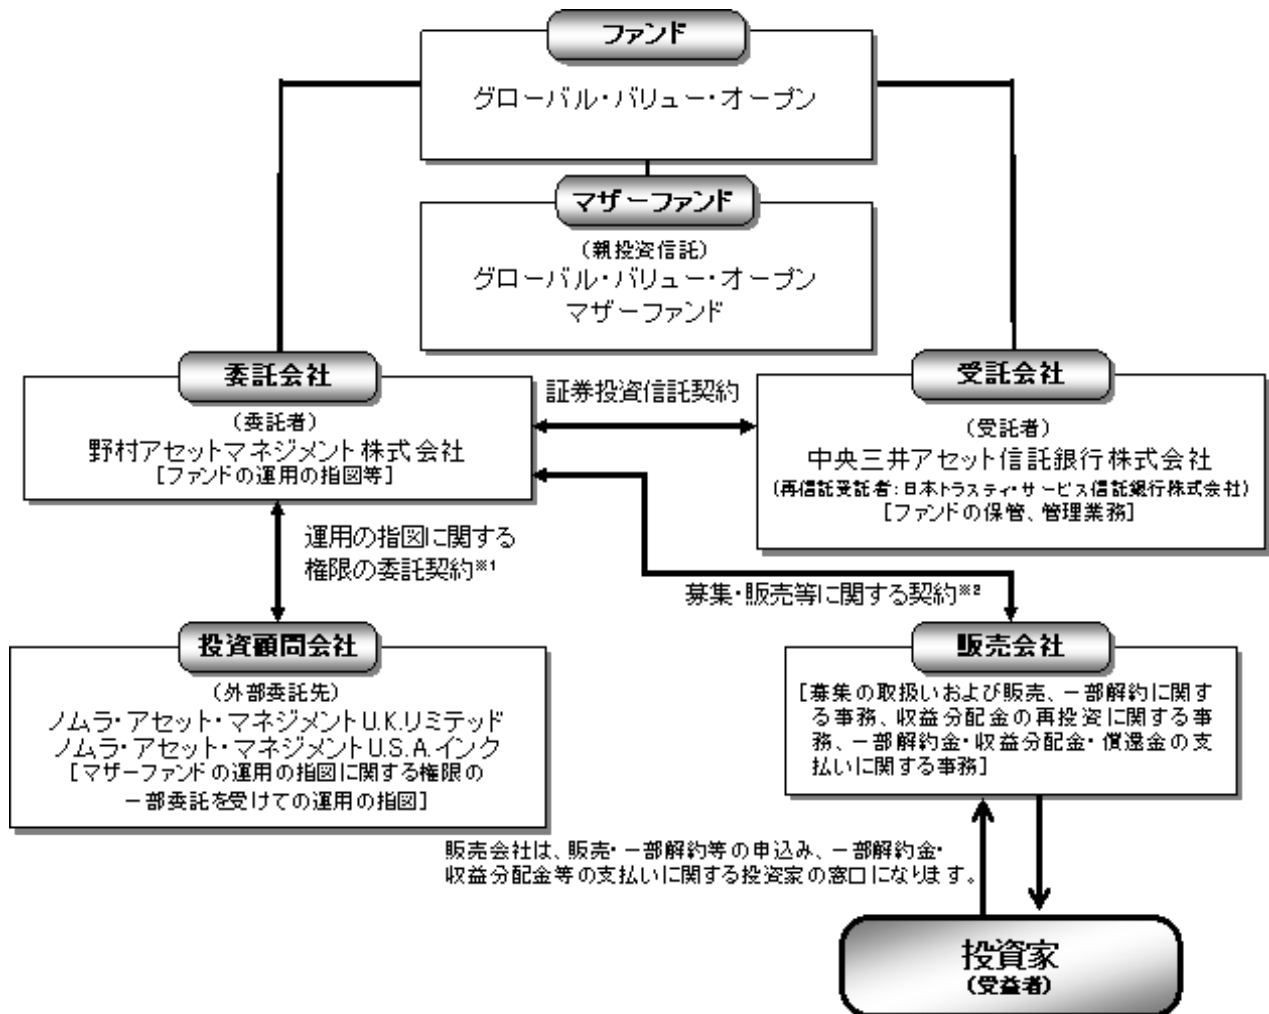 ファンド
グローバル・バリュー・オープン
マザーファンド
(親投資信託)
グローバル・バリュー・オープン
マザーファンド
委託会社
(委託者)
野村アセットマネジメント株式会社
[ファンドの運用の指図等]
証券投資信託契約
受託会社
(受託者)
中央三井アセット信託銀行株式会社
(再信託受託者:日本トラスティ・サービス信託銀行株式会社)
[ファンドの保管、管理業務]
運用の指図に関する
権限の委託契約※1
募集・販売等に関する契約※2
投資顧問会社
(外部委託先)
ノムラ・アセット・マネジメントU.K.リミテッド
ノムラ・アセット・マネジメントU.S.A.インク
[マザーファンドの運用の指図に関する権限の
一部委託を受けての運用の指図]
販売会社
[募集の取扱いおよび販売、一部解約に関す
る事務、収益分配金の再投資に関する事
務、一部解約金・収益分配金・償還金の支
払いに関する事務]
販売会社は、販売・一部解約等の申込み、一部解約金・
収益分配金等の支払いに関する投資家の窓口になります。
投資家
(受益者)